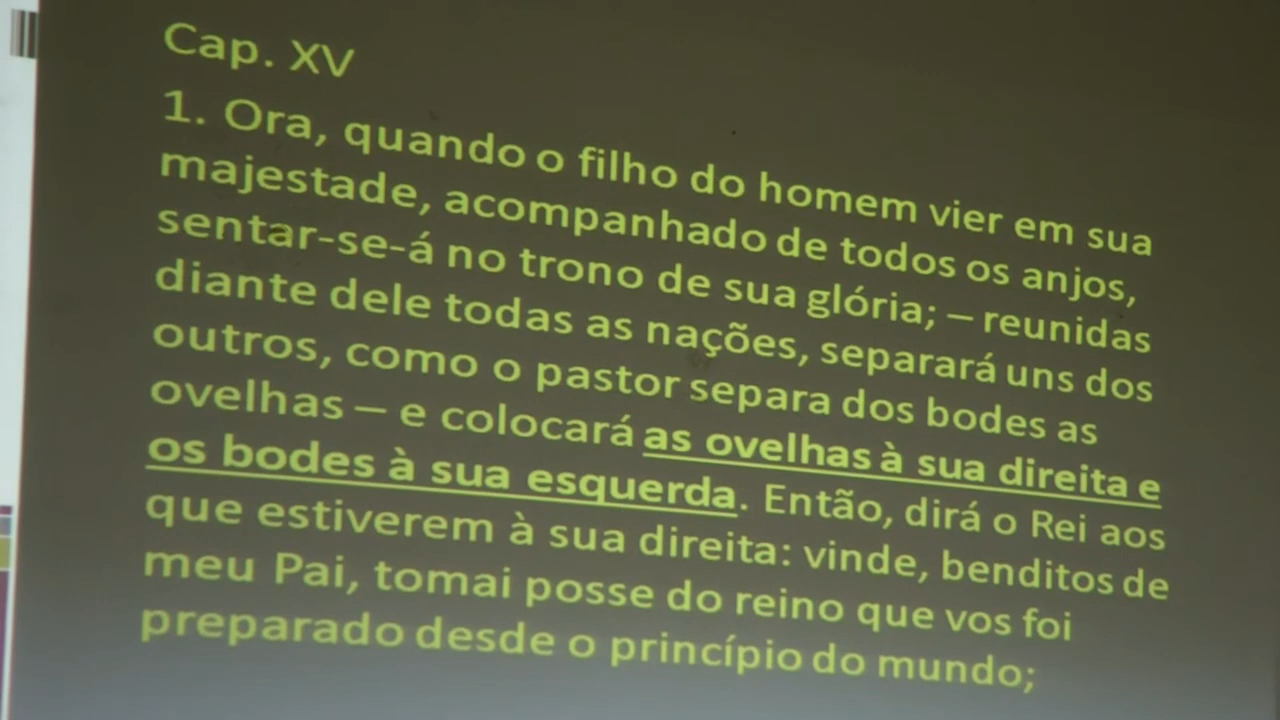 Cap. XV
1. Ora, quando o filho do homem vier em sua
majestade, acompanhado de todos os anjos,
sentar-se-á no trono de sua glória; – reunidas
diante dele todas as nações, separará uns dos
outros, como o pastor separa dos bodes as
ovelhas – e colocará as ovelhas à sua direita e
os bodes à sua esquerda. Então, dirá o Rei aos
que estiverem à sua direita: vinde, benditos de
meu Pai, tomai posse do reino que vos foi
preparado desde o princípio do mundo;